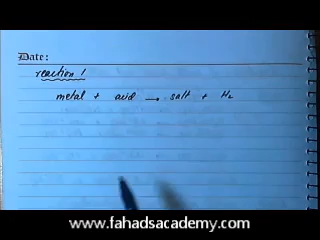 Date:
reaction 1
metal + acid → salt + H₂
www.fahadsacademy.com